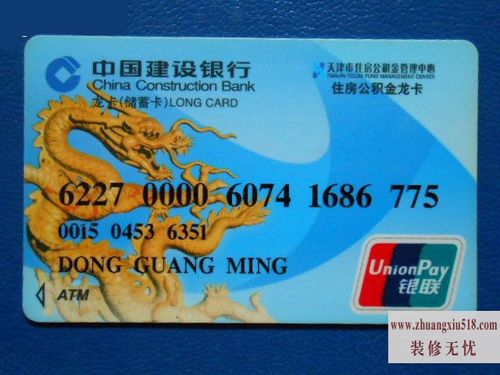 中国建设银行
China Construction Bank
龙卡(储蓄卡)LONG CARD
天津市住房公积金管理中心
FUND MANAGEMENT CENTER
住房公积金龙卡
6227 0000 6074 1686 775
0015 0453 6351
DONG GUANG MING
ATM
UnionPay
银联
www.zhuangxiu518.com
装修无忧